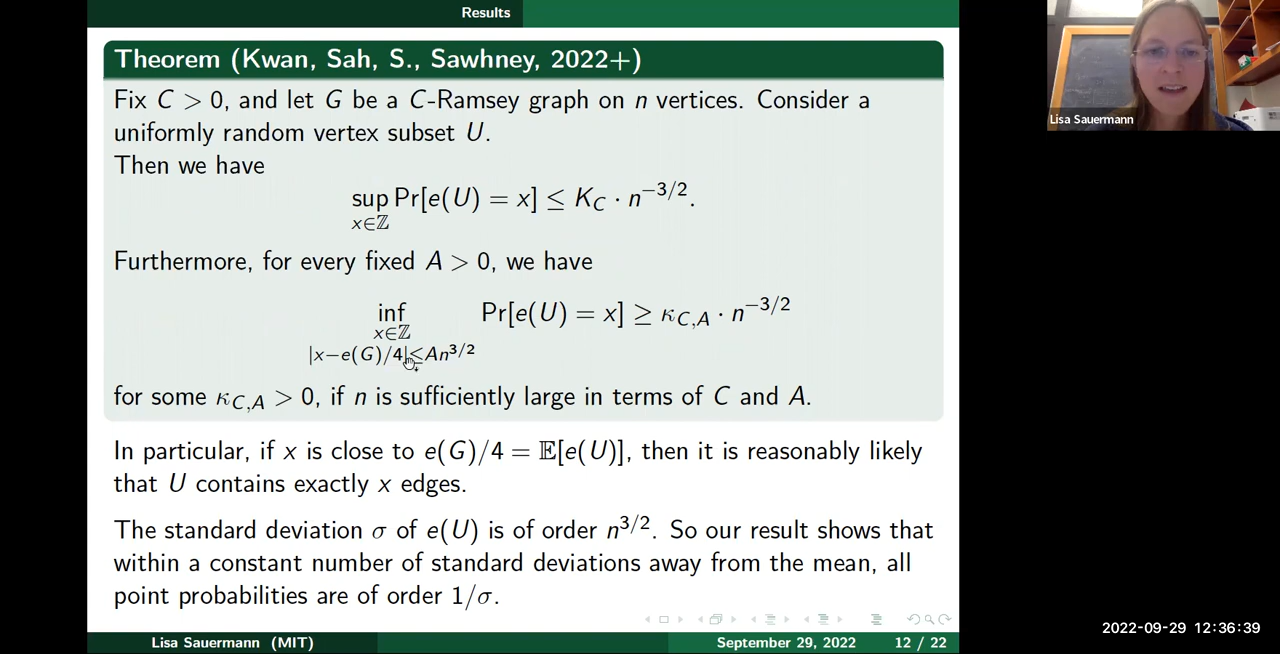 Results
Theorem (Kwan, Sah, S., Sawhney, 2022+)
Fix C > 0, and let G be a C-Ramsey graph on n vertices. Consider a
uniformly random vertex subset U.
Then we have
sup Pr[e(U) = x] ≤ K_C · n^{−3/2}.
x∈ℤ
Furthermore, for every fixed A > 0, we have
inf Pr[e(U) = x] ≥ κ_{C,A} · n^{−3/2}
x∈ℤ
|x−e(G)/4|≤An^{3/2}
for some κ_{C,A} > 0, if n is sufficiently large in terms of C and A.
In particular, if x is close to e(G)/4 = 𝔼[e(U)], then it is reasonably likely
that U contains exactly x edges.
The standard deviation σ of e(U) is of order n^{3/2}. So our result shows that
within a constant number of standard deviations away from the mean, all
point probabilities are of order 1/σ.
Lisa Sauermann (MIT) September 29, 2022 12 / 22
Lisa Sauermann
2022-09-29 12:36:39